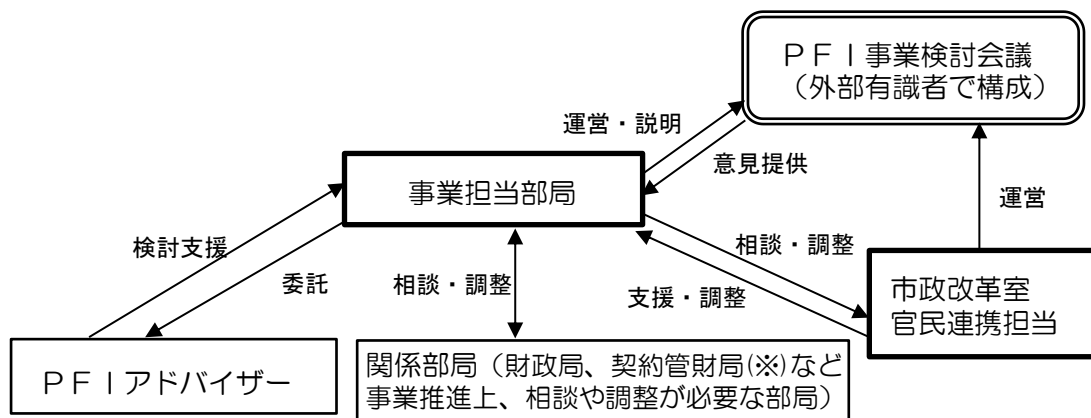 ＰＦＩ事業検討会議
（外部有識者で構成）
運営・説明
意見提供
事業担当部局
運営
検討支援
委託
相談・調整
支援・調整
相談・調整
市政改革室
官民連携担当
ＰＦＩアドバイザー
関係部局（財政局、契約管財局(※)など
事業推進上、相談や調整が必要な部局）